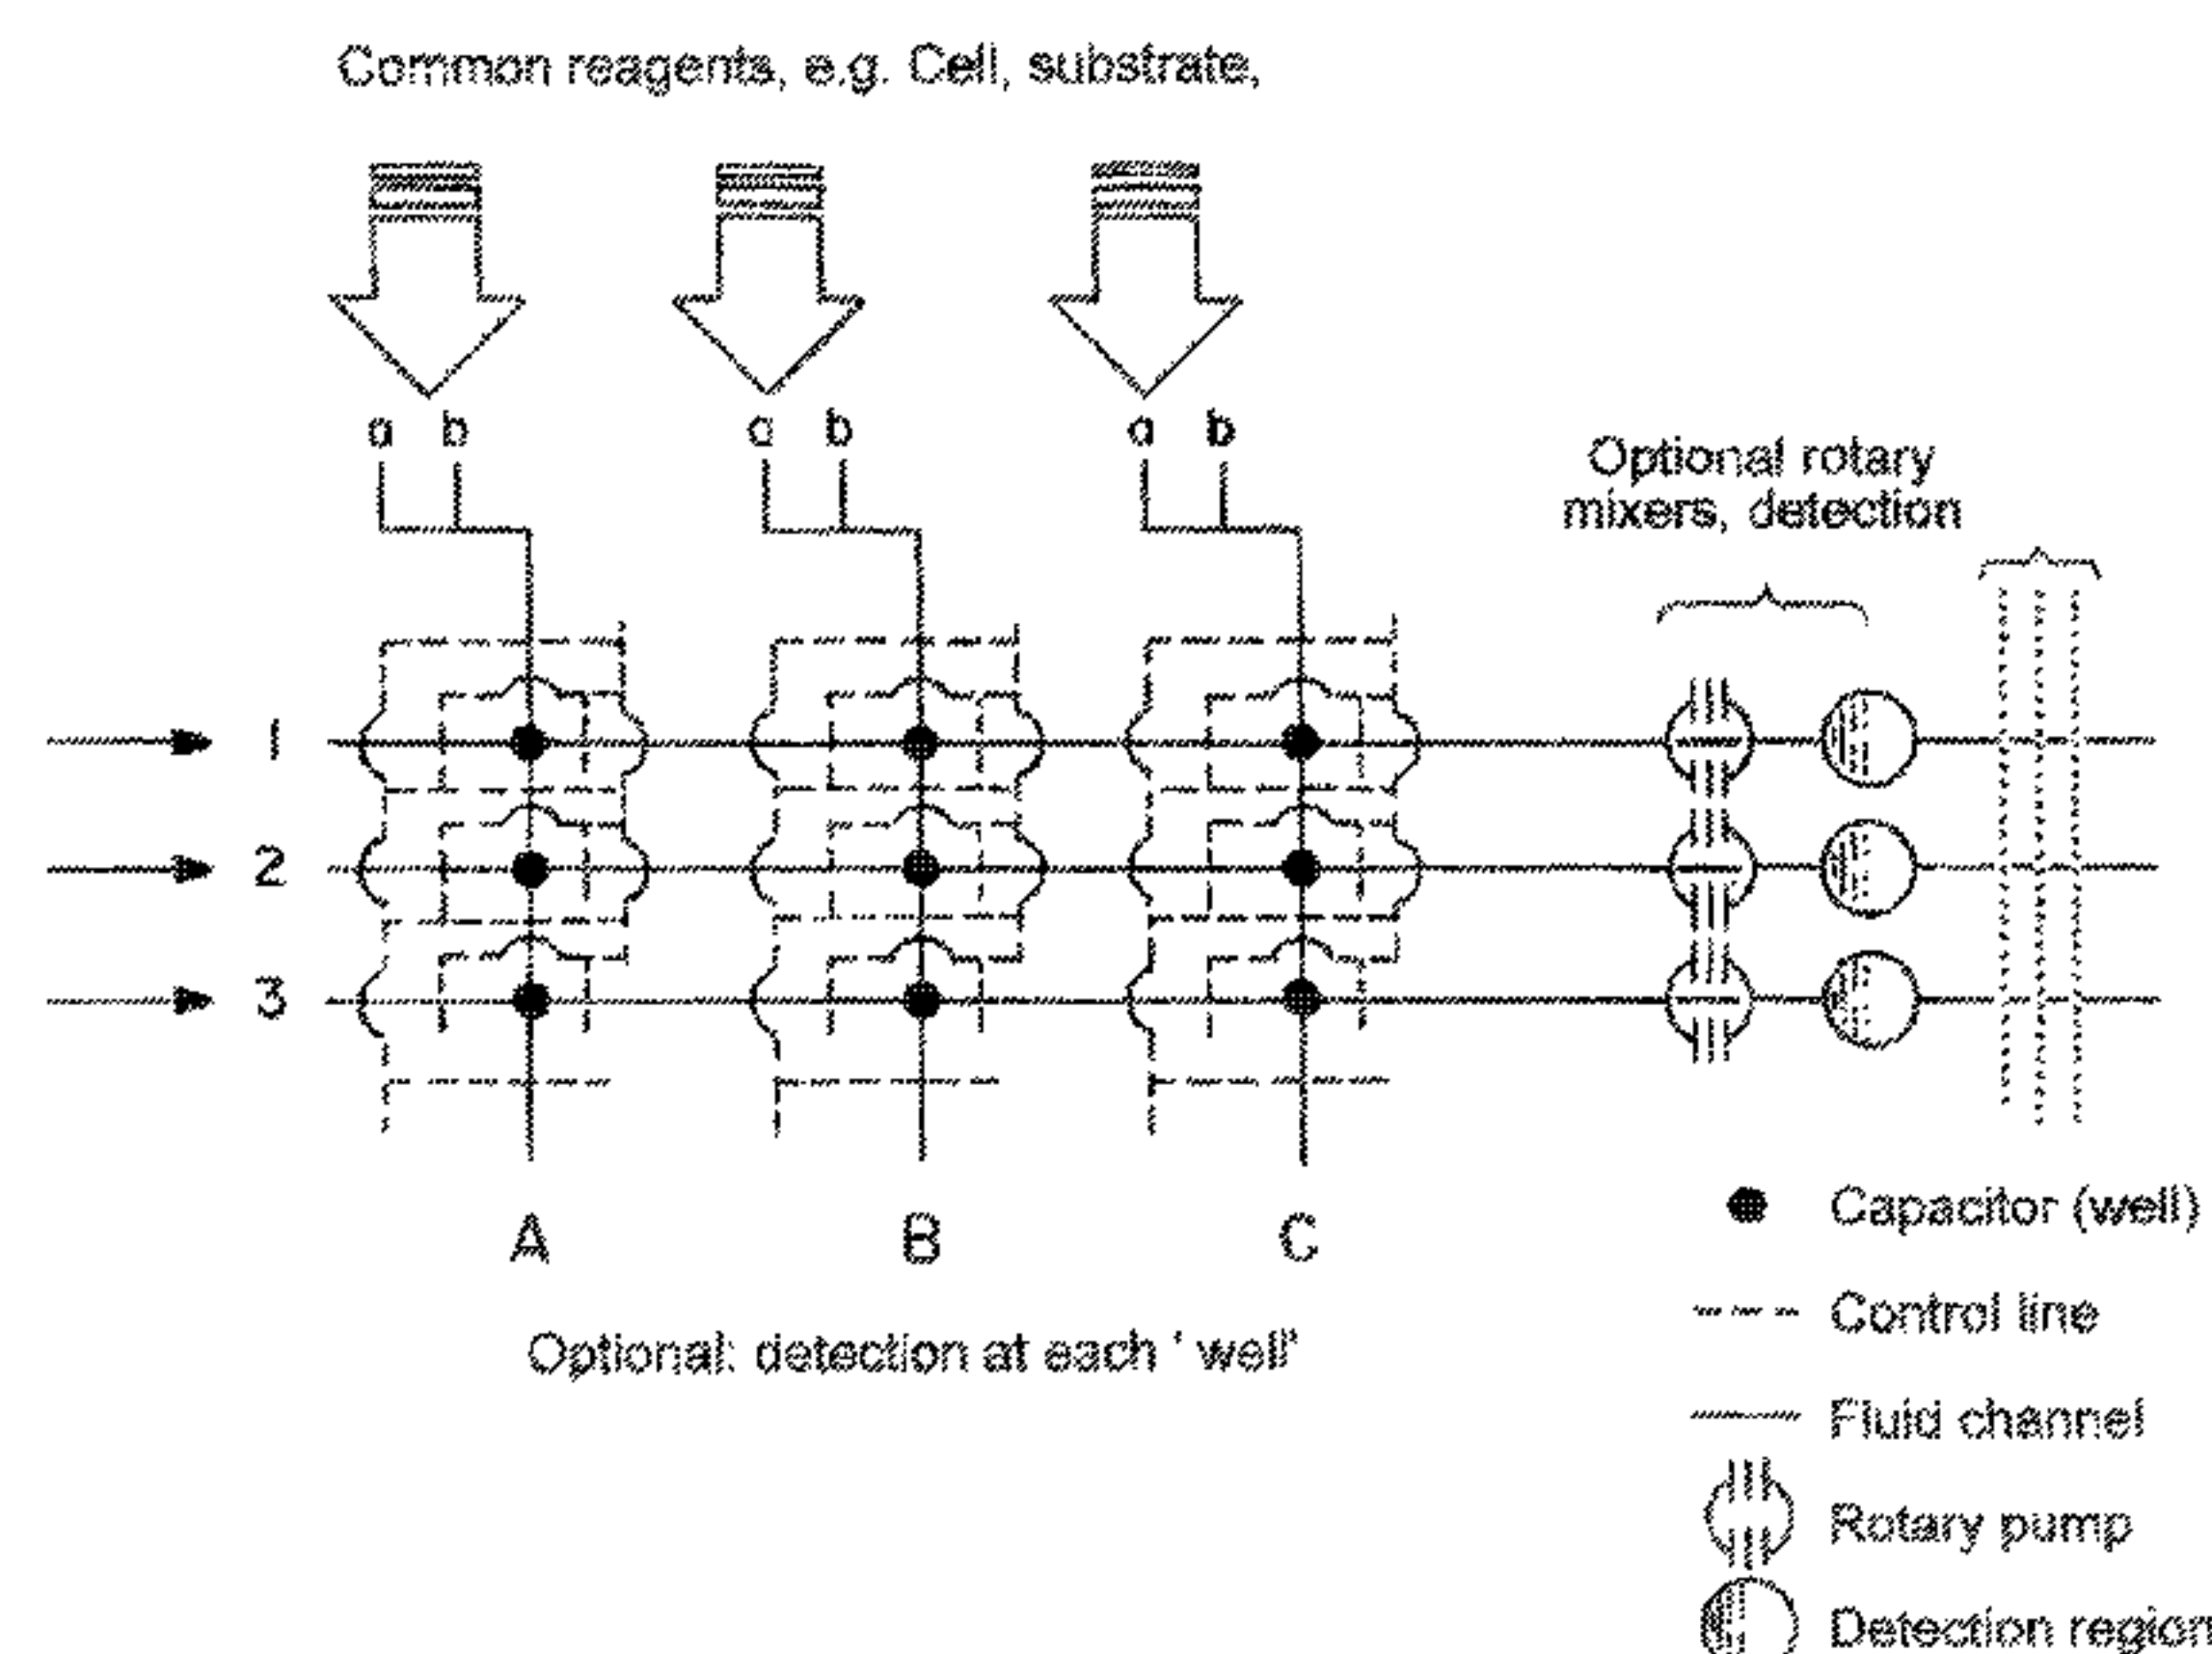 Common reagents, e.g. Cell, substrate,
a b
a b
a b
Optional rotary
mixers, detection
1
2
3
A B C
Optional: detection at each ' well'
Capacitor (well)
Control line
Fluid channel
Rotary pump
Detection region